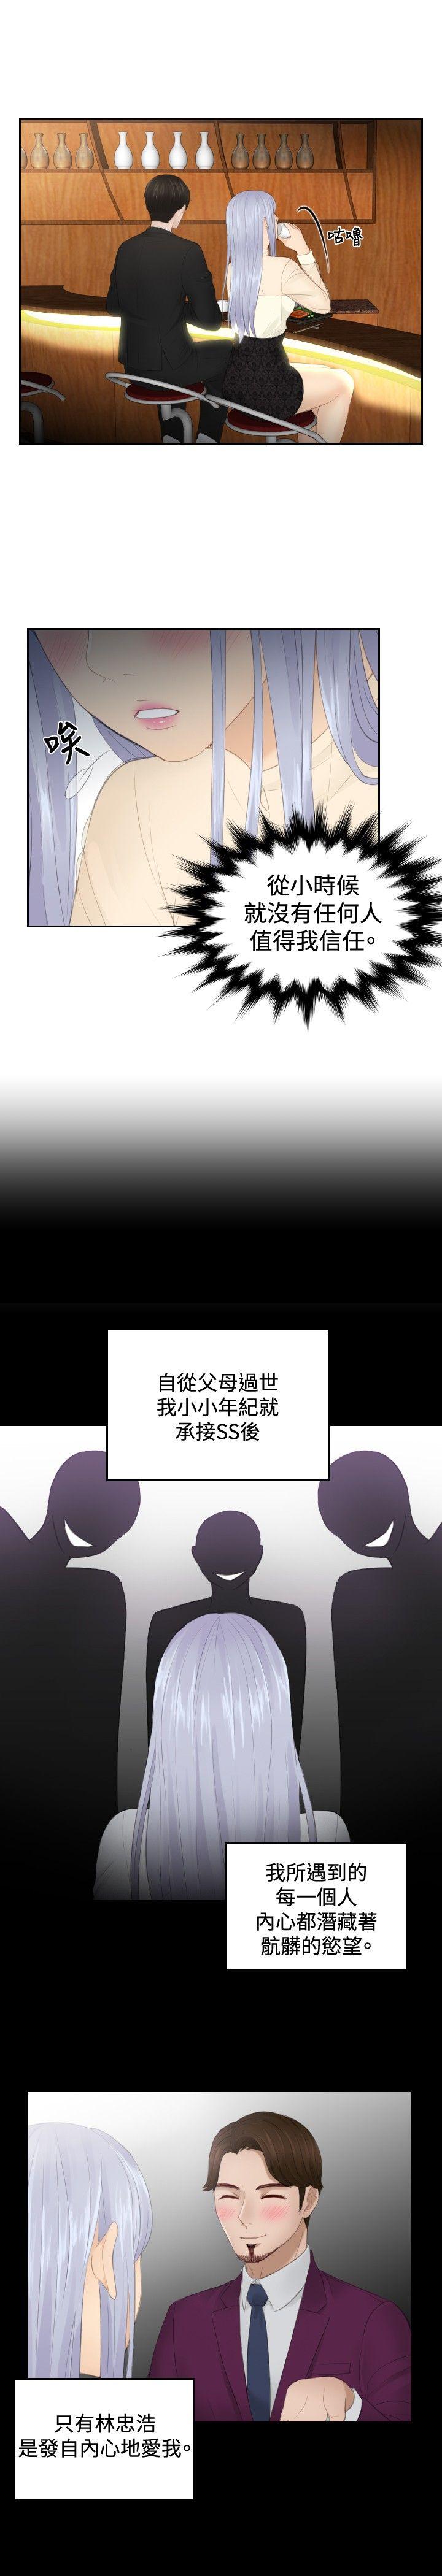 咕嚕
唉
從小時候
就沒有任何人
值得我信任。
自從父母過世
我小小年紀就
承接SS後
我所遇到的
每一個人
內心都潛藏著
骯髒的慾望。
只有林忠浩
是發自內心地愛我。